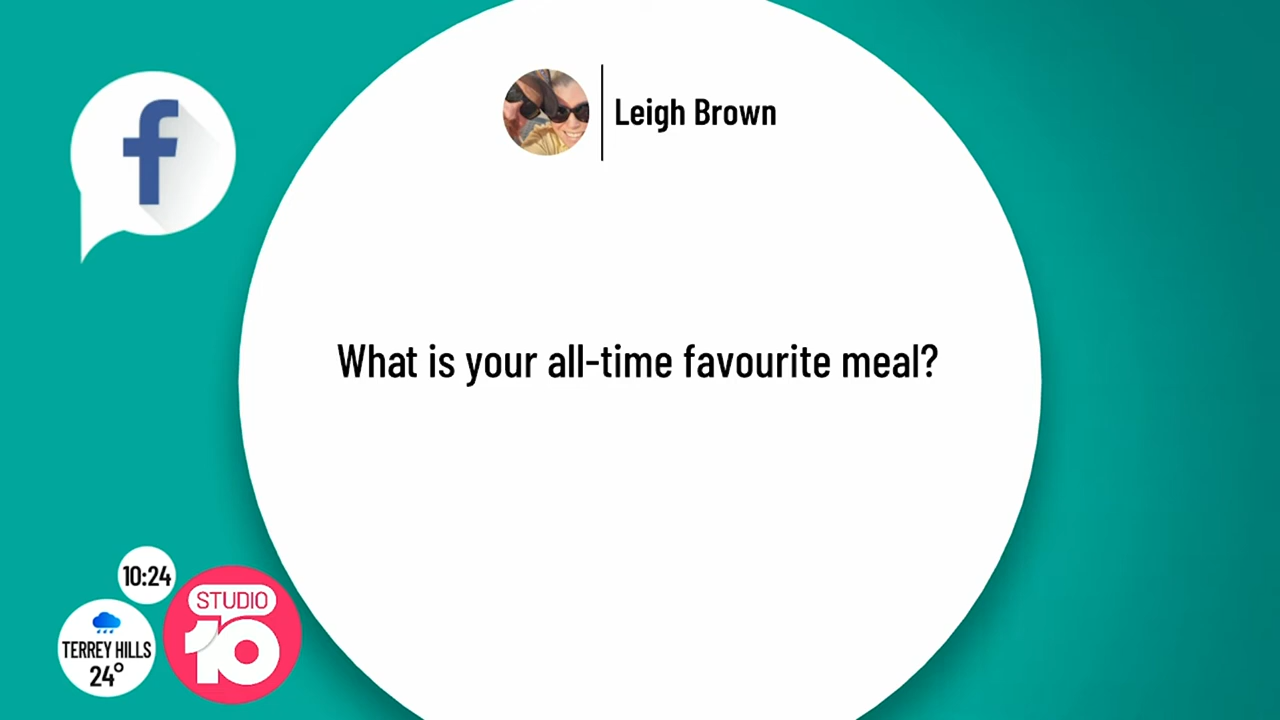 f
Leigh Brown
What is your all-time favourite meal?
10:24
STUDIO
10
TERREY HILLS
24°